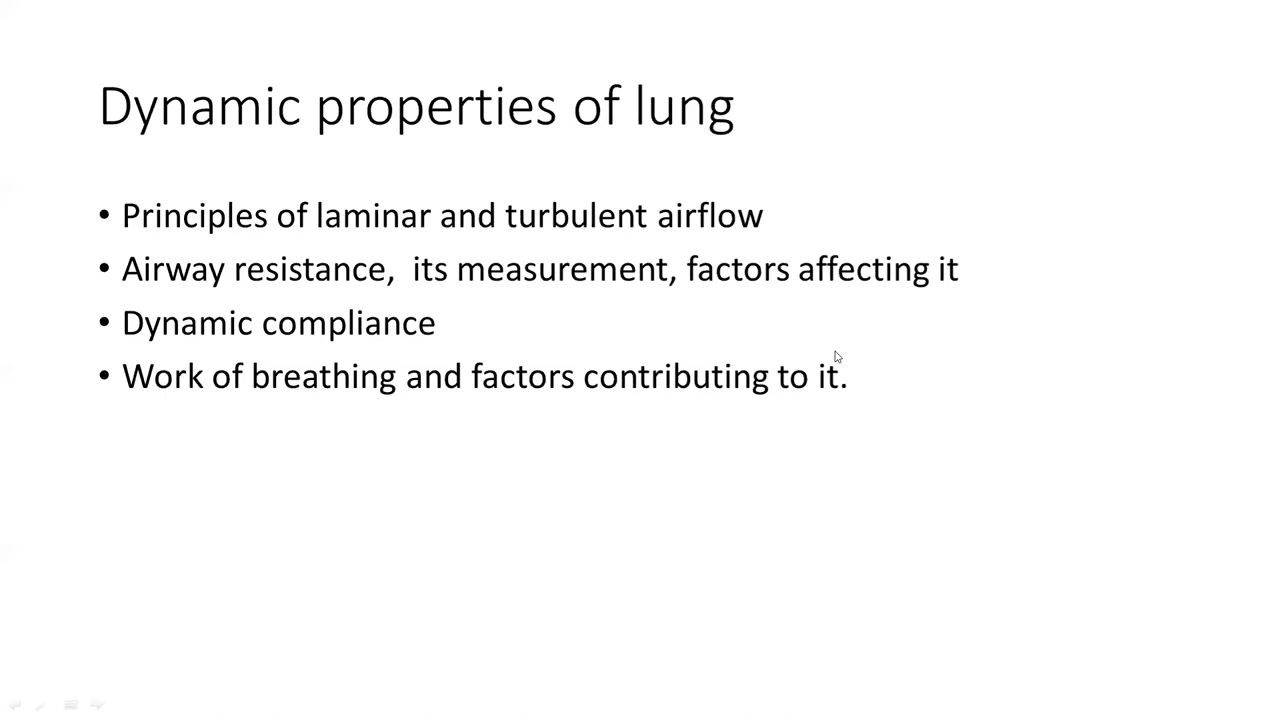 Dynamic properties of lung
• Principles of laminar and turbulent airflow
• Airway resistance,  its measurement, factors affecting it
• Dynamic compliance
• Work of breathing and factors contributing to it.